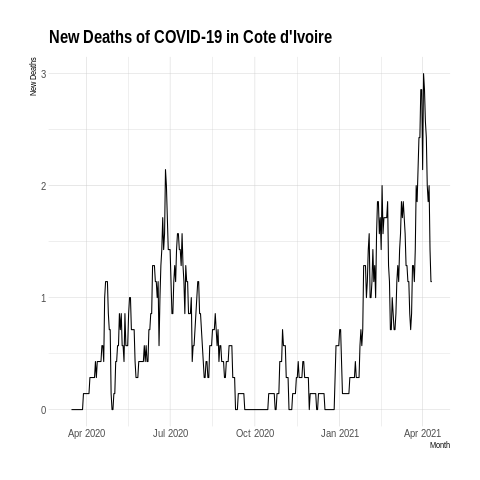 New Deaths of COVID-19 in Cote d'Ivoire
New Deaths
3
2
1
0
Apr 2020 Jul 2020 Oct 2020 Jan 2021 Apr 2021
Month